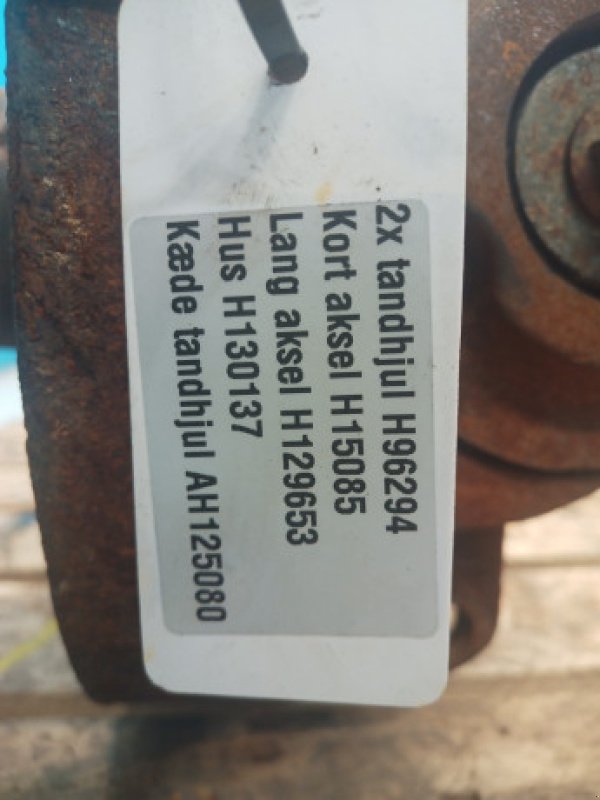 2x tandhjul H96294
Kort aksel H15085
Lang aksel H129653
Hus H130137
Kæde tandhjul AH125080